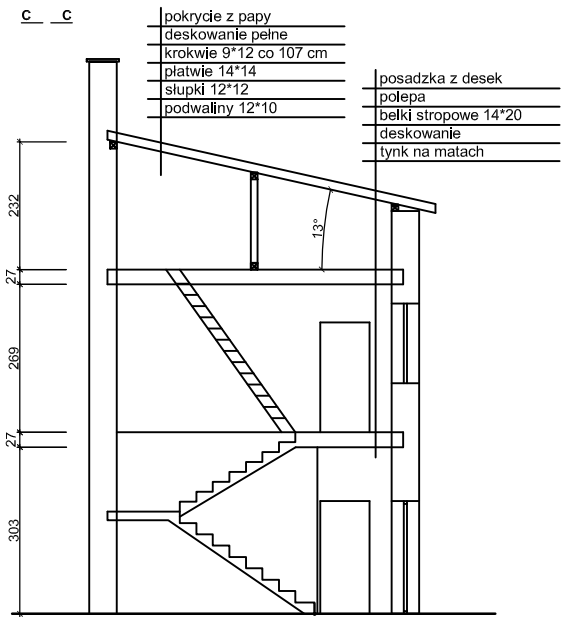 C C
pokrycie z papy
deskowanie pełne
krokwie 9*12 co 107 cm
płatwie 14*14
słupki 12*12
podwaliny 12*10
posadzka z desek
polepa
belki stropowe 14*20
deskowanie
tynk na matach
232
13°
27
269
27
303